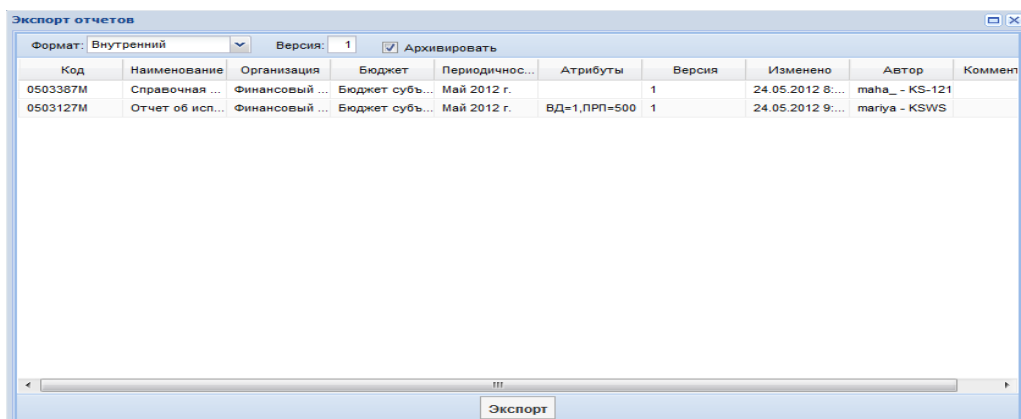 Экспорт отчетов
Формат: Внутренний Версия: 1 Архивировать
Код Наименование Организация Бюджет Периодичнос... Атрибуты Версия Изменено Автор Коммент
0503387М Справочная ... Финансовый ... Бюджет субъ... Май 2012 г. 1 24.05.2012 8:... maha_ - KS-121
0503127М Отчет об исп... Финансовый ... Бюджет субъ... Май 2012 г. ВД=1,ПРП=500 1 24.05.2012 9:... mariya - KSWS
Экспорт